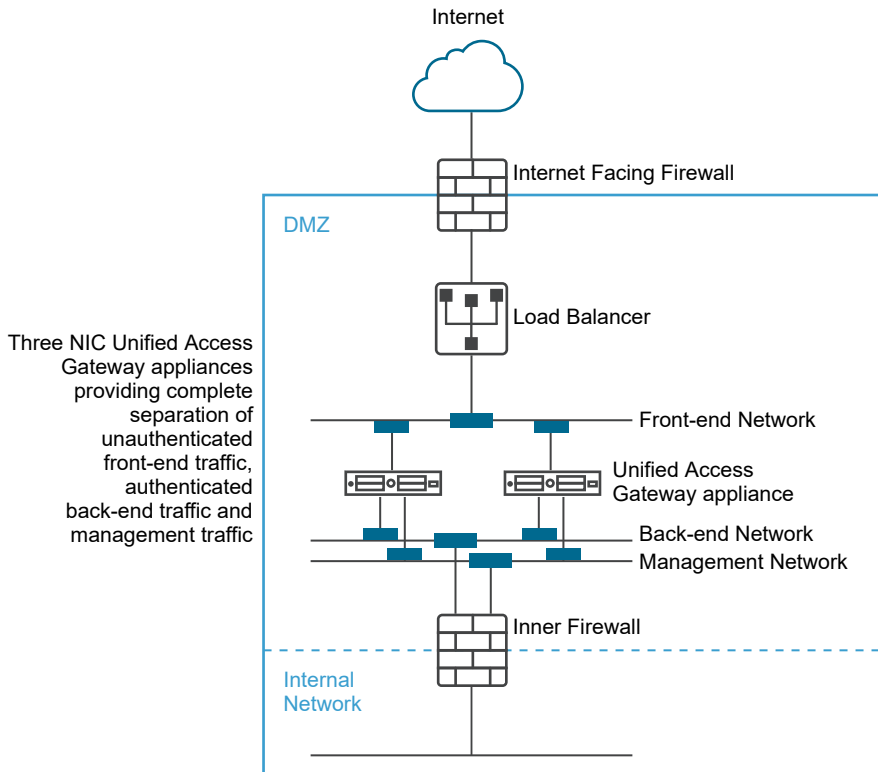 Internet
Internet Facing Firewall
DMZ
Load Balancer
Three NIC Unified Access
Gateway appliances
providing complete
separation of
unauthenticated
front-end traffic,
authenticated
back-end traffic and
management traffic
Front-end Network
Unified Access
Gateway appliance
Back-end Network
Management Network
Inner Firewall
Internal
Network